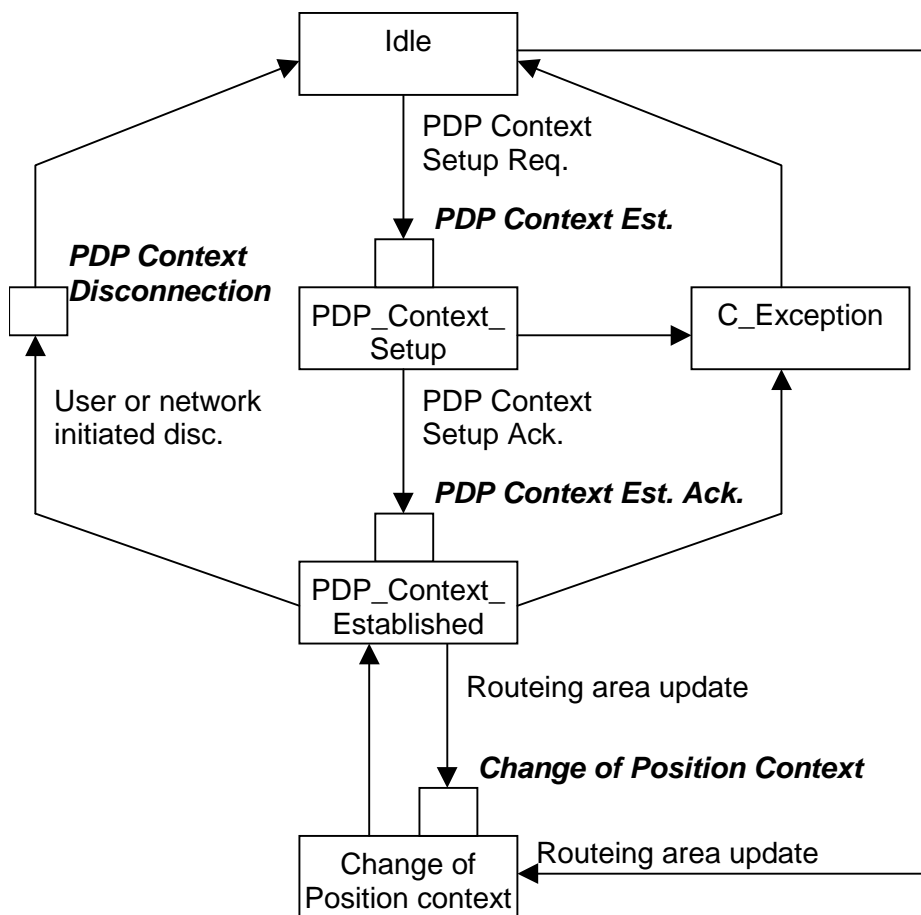 Idle
PDP Context
Setup Req.
PDP Context Est.
PDP Context
Disconnection
PDP_Context_
Setup
C_Exception
User or network
initiated disc.
PDP Context
Setup Ack.
PDP Context Est. Ack.
PDP_Context_
Established
Routeing area update
Change of Position Context
Change of
Position context
Routeing area update